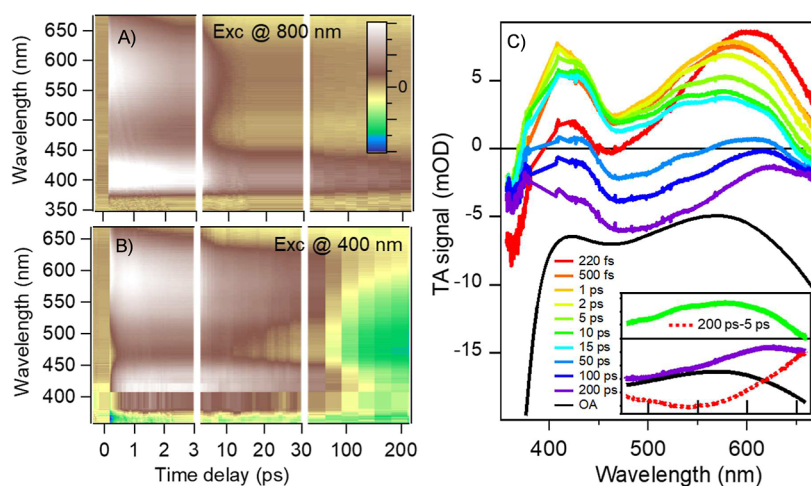 A)
Exc @ 800 nm
0
Wavelength (nm)
650
600
550
500
450
400
350
B)
Exc @ 400 nm
Wavelength (nm)
650
600
550
500
450
400
0
1
2
3
10
20
30
100
200
Time delay (ps)
C)
TA signal (mOD)
5
0
-5
-10
-15
220 fs
500 fs
1 ps
2 ps
5 ps
10 ps
15 ps
50 ps
100 ps
200 ps
OA
200 ps-5 ps
400
500
600
Wavelength (nm)